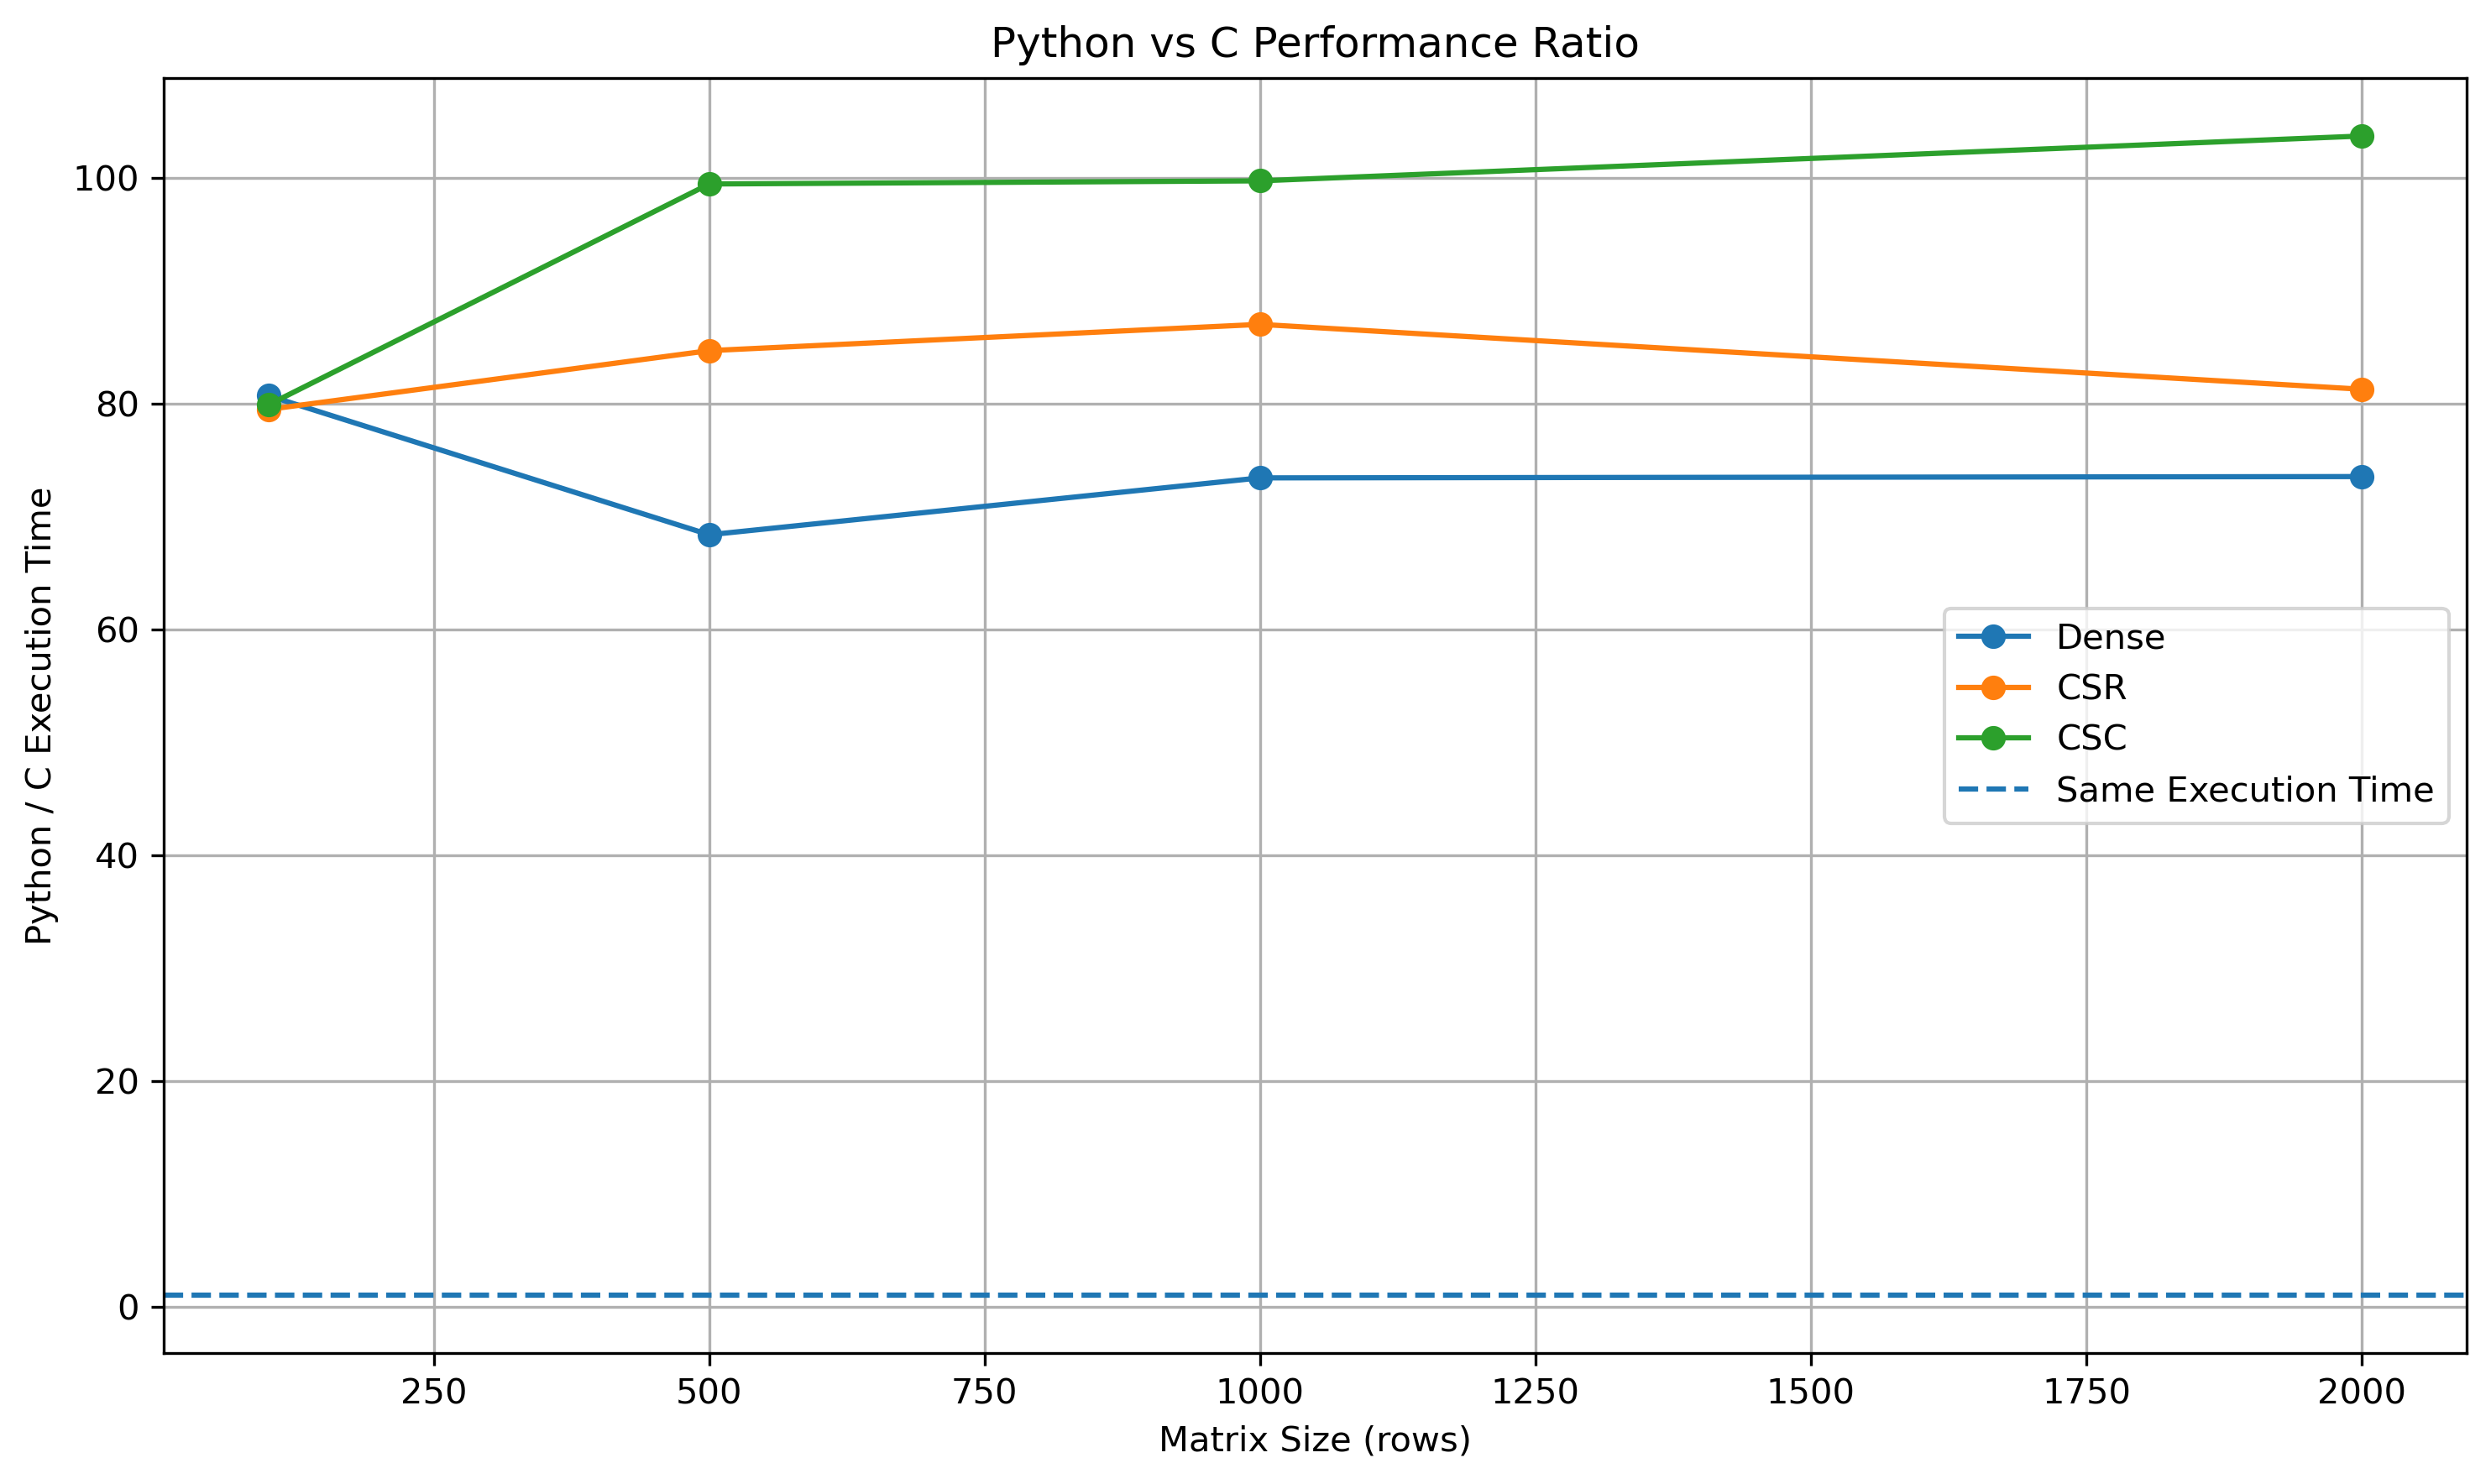 Python vs C Performance Ratio
Python / C Execution Time
100
80
60
40
20
0
Dense
CSR
CSC
Same Execution Time
250 500 750 1000 1250 1500 1750 2000
Matrix Size (rows)